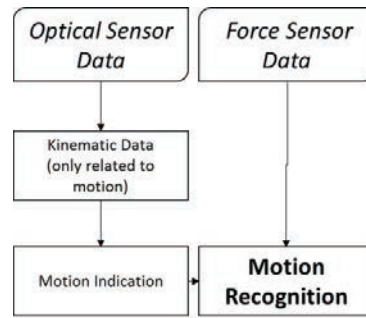 Optical Sensor
Data
Force Sensor
Data
Kinematic Data
(only related to
motion)
Motion Indication
Motion
Recognition